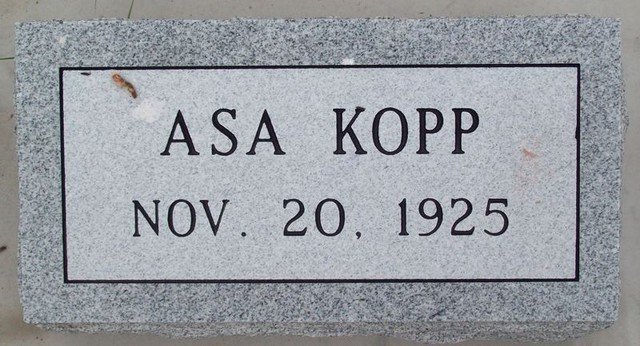 ASA KOPP
NOV. 20, 1925